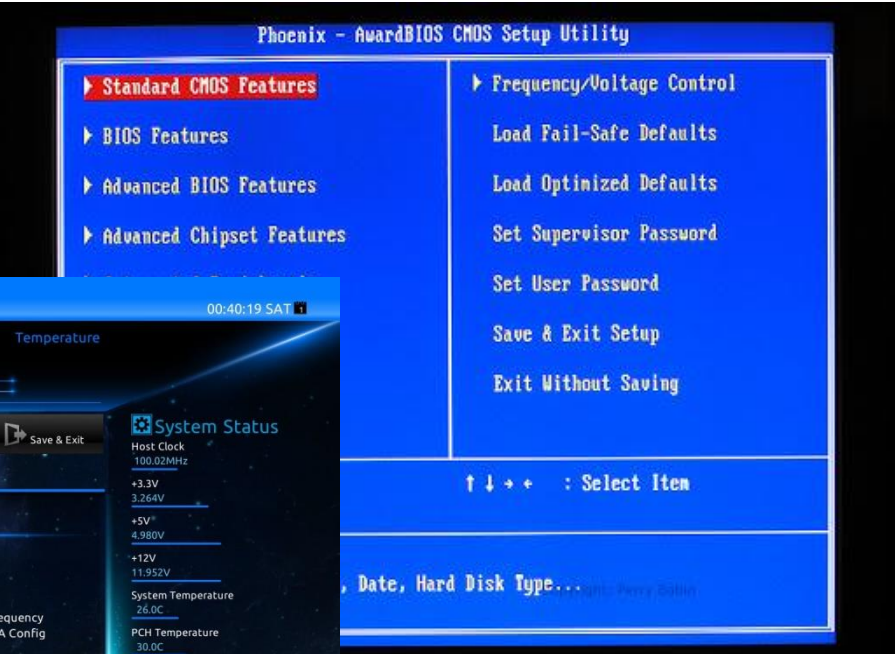 Phoenix - AwardBIOS CMOS Setup Utility
Standard CMOS Features
BIOS Features
Advanced BIOS Features
Advanced Chipset Features
Frequency/Voltage Control
Load Fail-Safe Defaults
Load Optimized Defaults
Set Supervisor Password
Set User Password
Save & Exit Setup
Exit Without Saving
↑ ↓ → ← : Select Item
, Date, Hard Disk Type...
00:40:19 SAT 1
Temperature
Save & Exit
System Status
Host Clock
100.02MHz
+3.3V
3.264V
+5V
4.980V
+12V
11.952V
System Temperature
26.0C
PCH Temperature
30.0C
equency
A Config